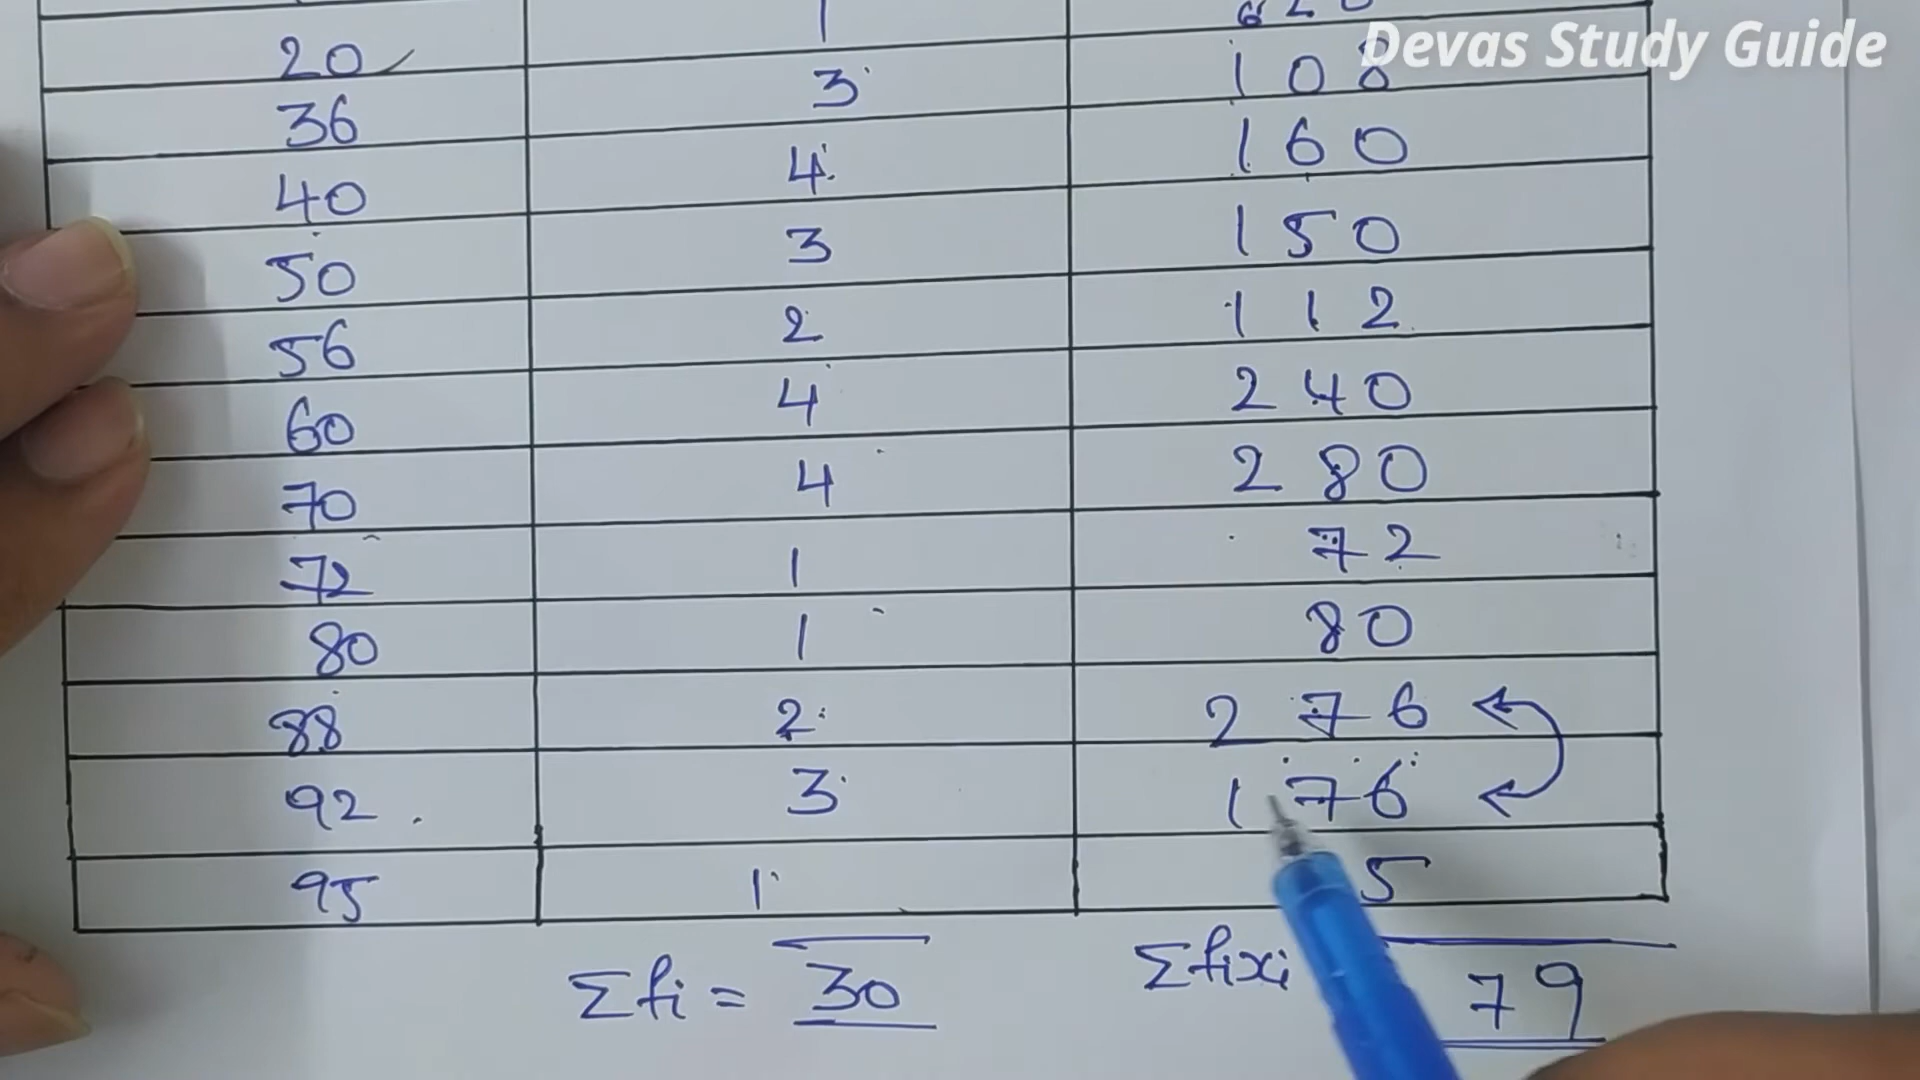 Devas Study Guide
20 1
36 3 108
40 4 160
50 3 150
56 2 112
60 4 240
70 4 280
72 1 72
80 1 80
88 2 276
92 3 176
95 1 5
Σfi = 30 Σfixi 79